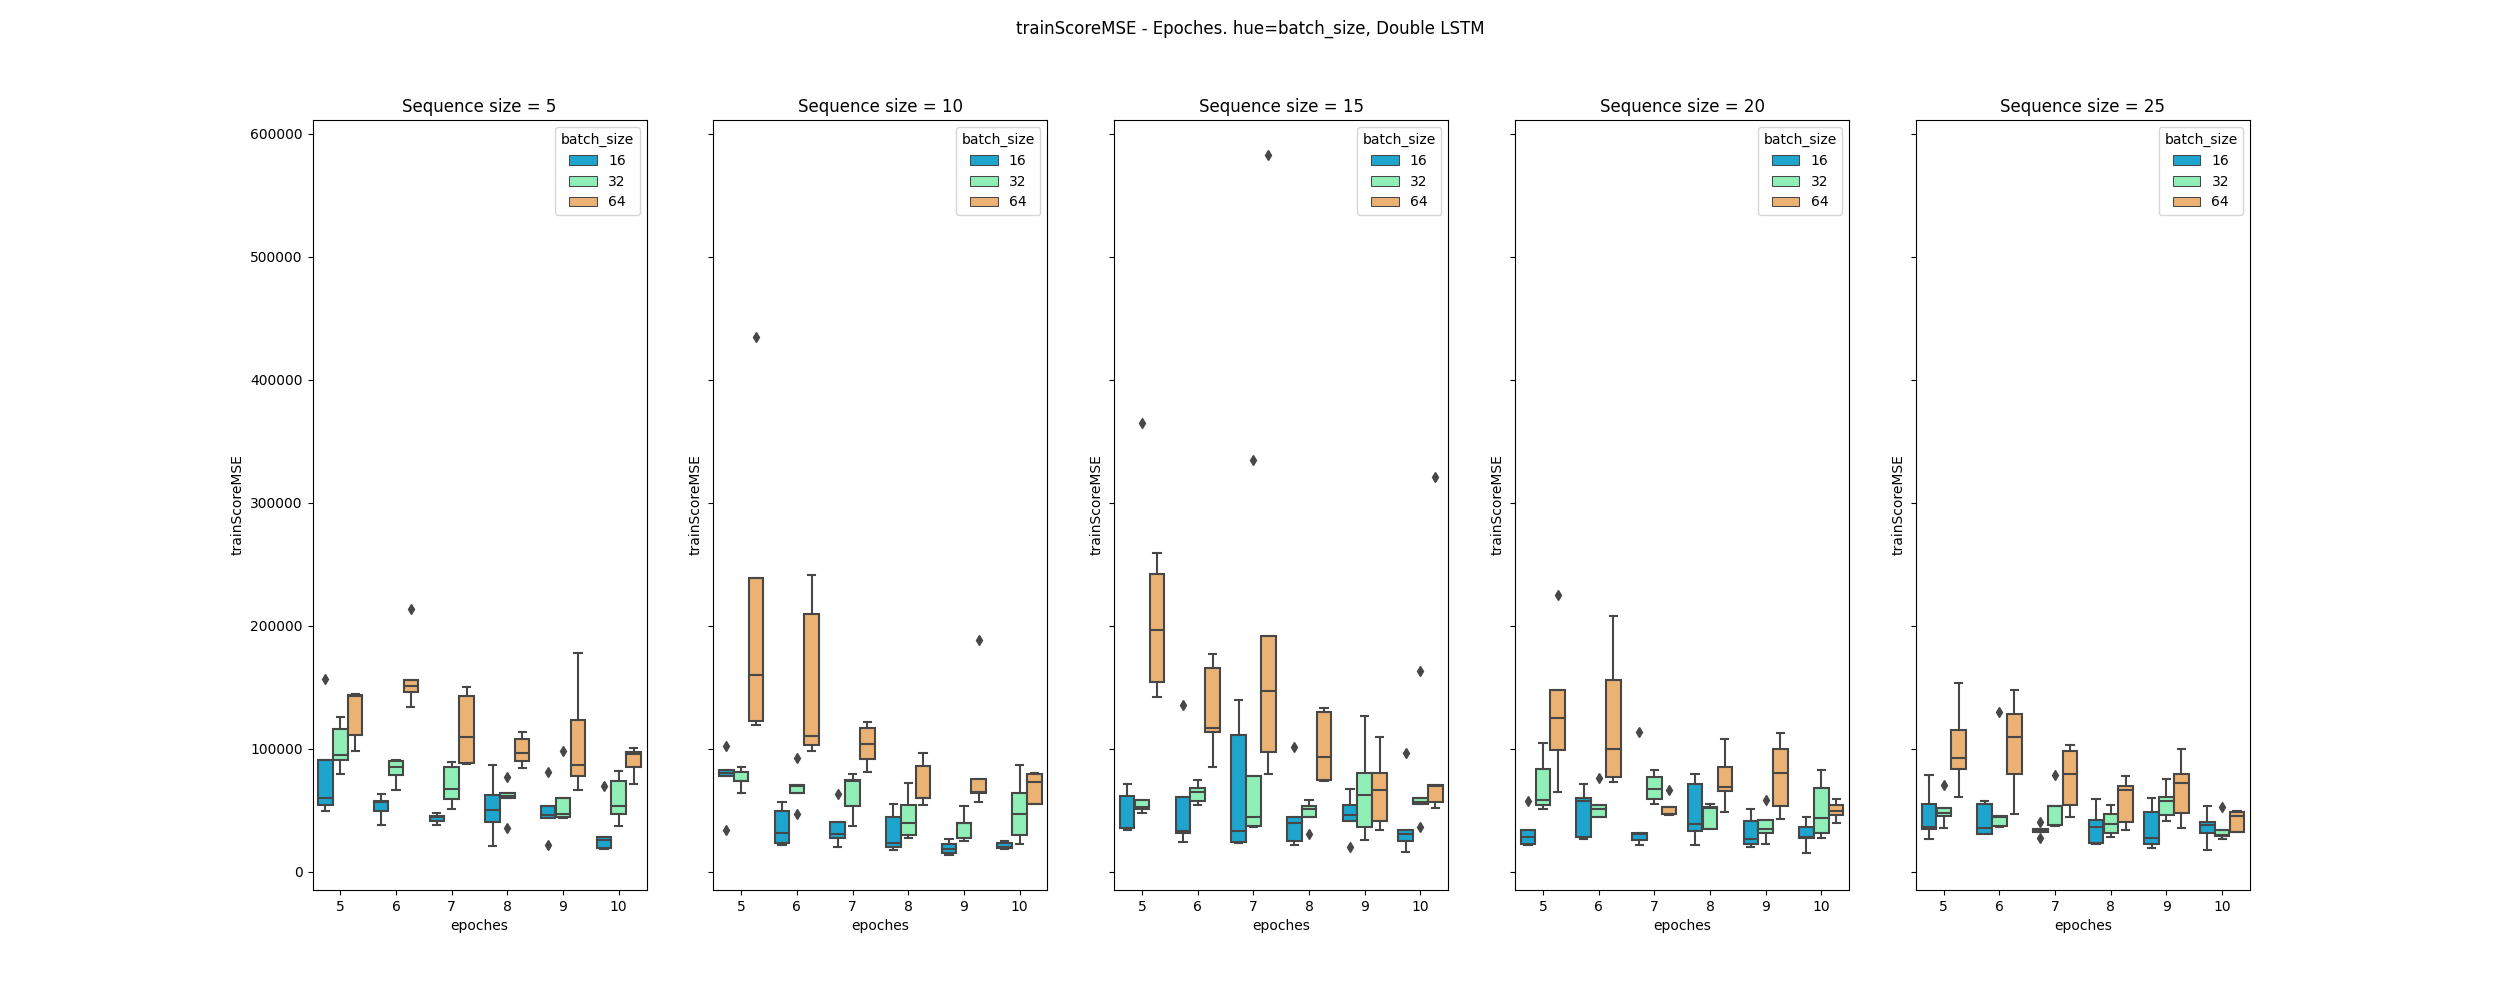 trainScoreMSE - Epoches. hue=batch_size, Double LSTM
Sequence size = 5
batch_size
16
32
64
600000
500000
400000
300000
200000
100000
0
trainScoreMSE
5 6 7 8 9 10
epoches
Sequence size = 10
batch_size
16
32
64
trainScoreMSE
5 6 7 8 9 10
epoches
Sequence size = 15
batch_size
16
32
64
trainScoreMSE
5 6 7 8 9 10
epoches
Sequence size = 20
batch_size
16
32
64
trainScoreMSE
5 6 7 8 9 10
epoches
Sequence size = 25
batch_size
16
32
64
trainScoreMSE
5 6 7 8 9 10
epoches